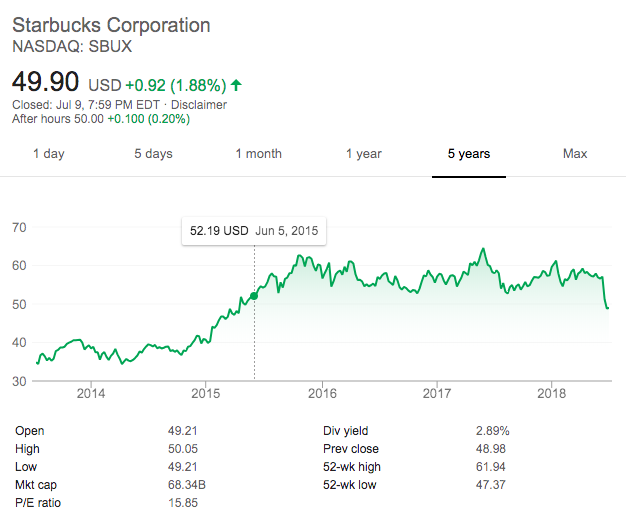 Starbucks Corporation
NASDAQ: SBUX
49.90 USD +0.92 (1.88%) ↑
Closed: Jul 9, 7:59 PM EDT · Disclaimer
After hours 50.00 +0.100 (0.20%)
1 day 5 days 1 month 1 year 5 years Max
52.19 USD Jun 5, 2015
70
60
50
40
30
2014 2015 2016 2017 2018
Open 49.21 Div yield 2.89%
High 50.05 Prev close 48.98
Low 49.21 52-wk high 61.94
Mkt cap 68.34B 52-wk low 47.37
P/E ratio 15.85